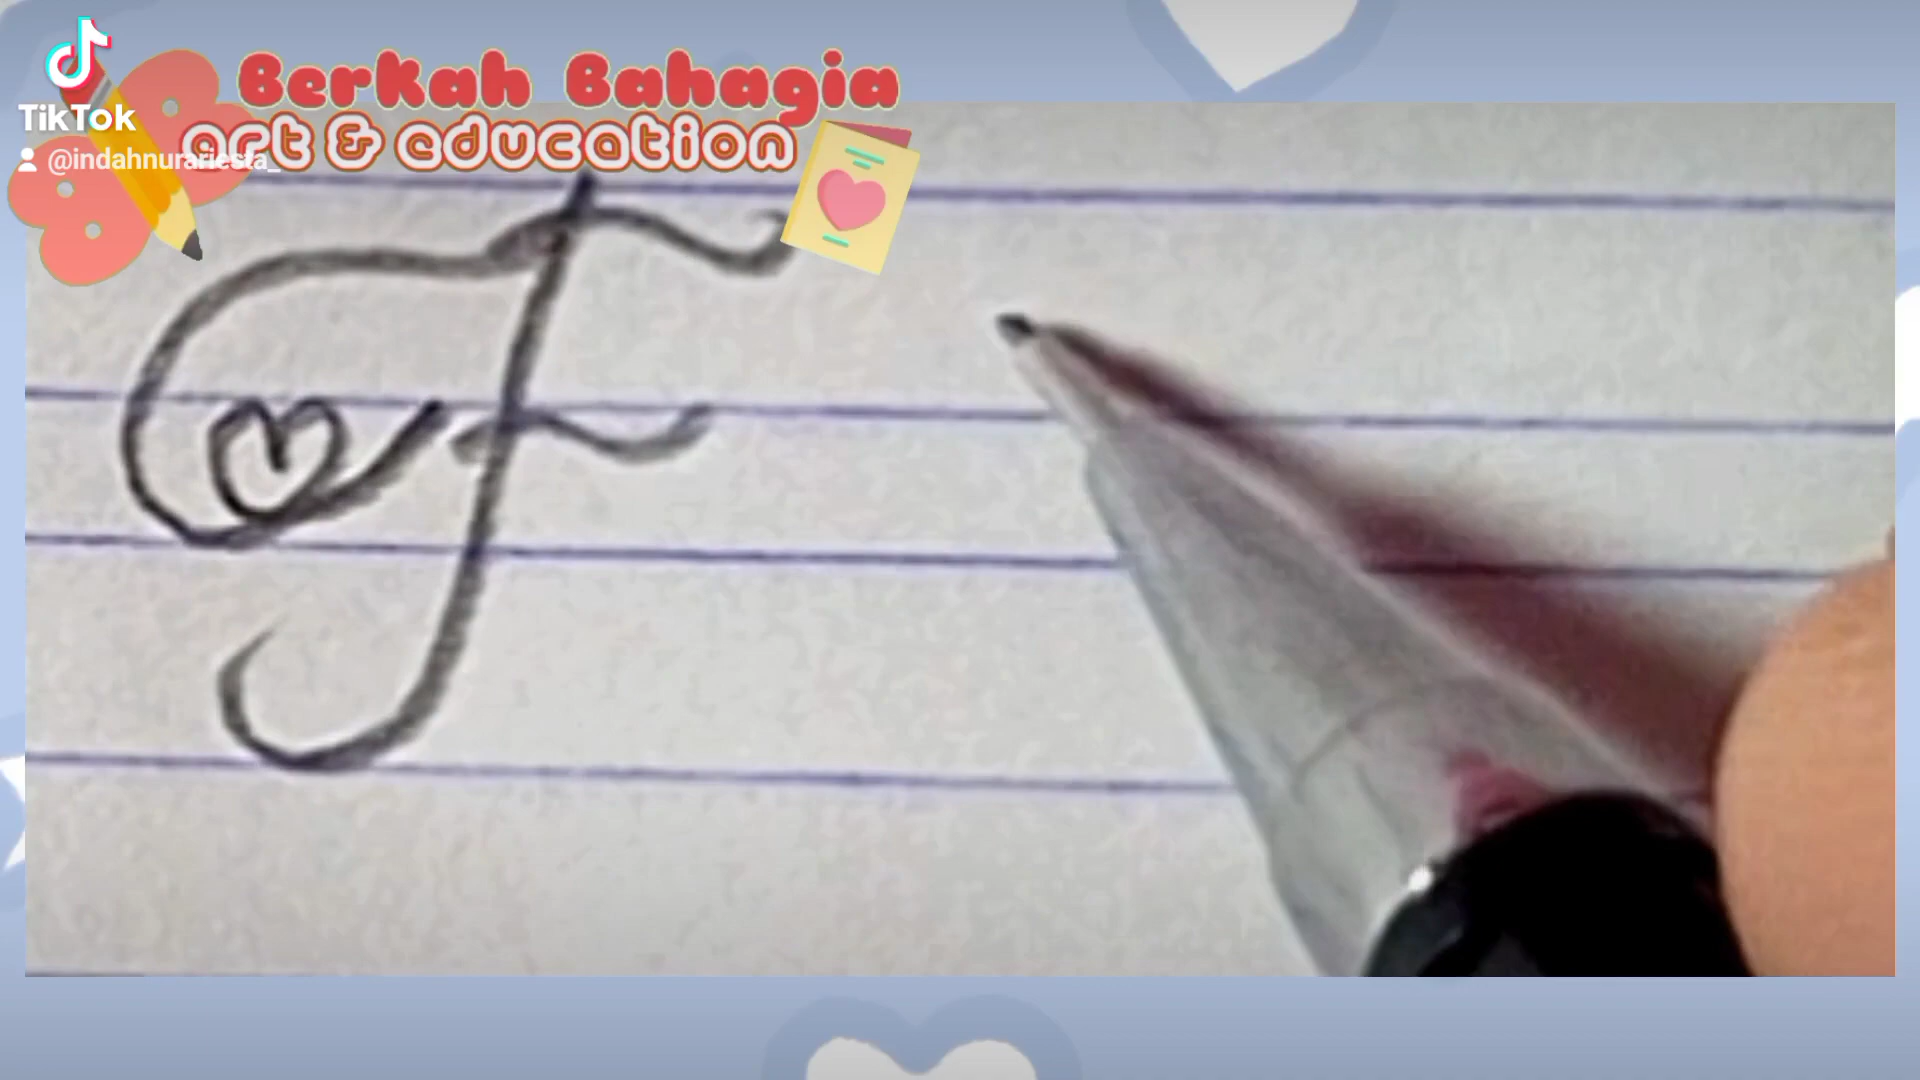 TikTok
Berkah Bahagia
art & education
@indahnurariesta_
F